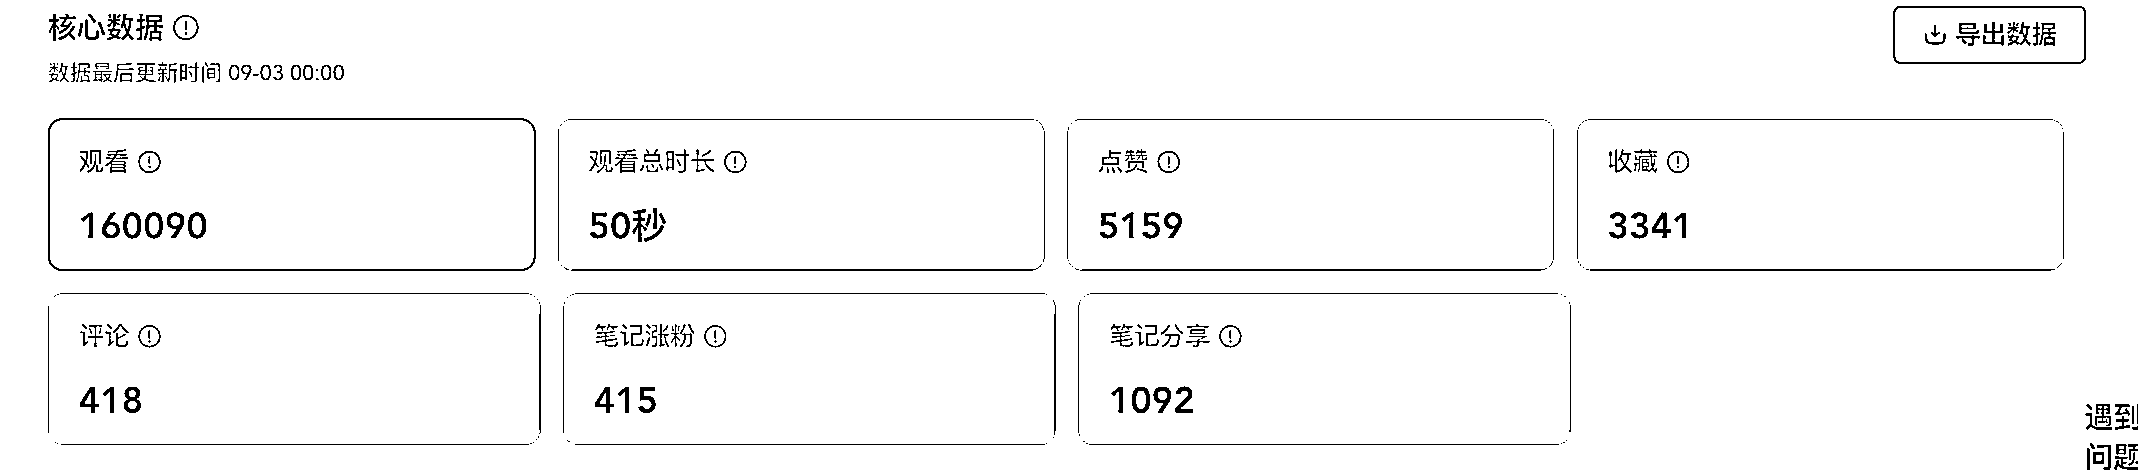 核心数据
导出数据
数据最后更新时间 09-03 00:00
观看
160090
观看总时长
50秒
点赞
5159
收藏
3341
评论
418
笔记涨粉
415
笔记分享
1092
遇到
问题